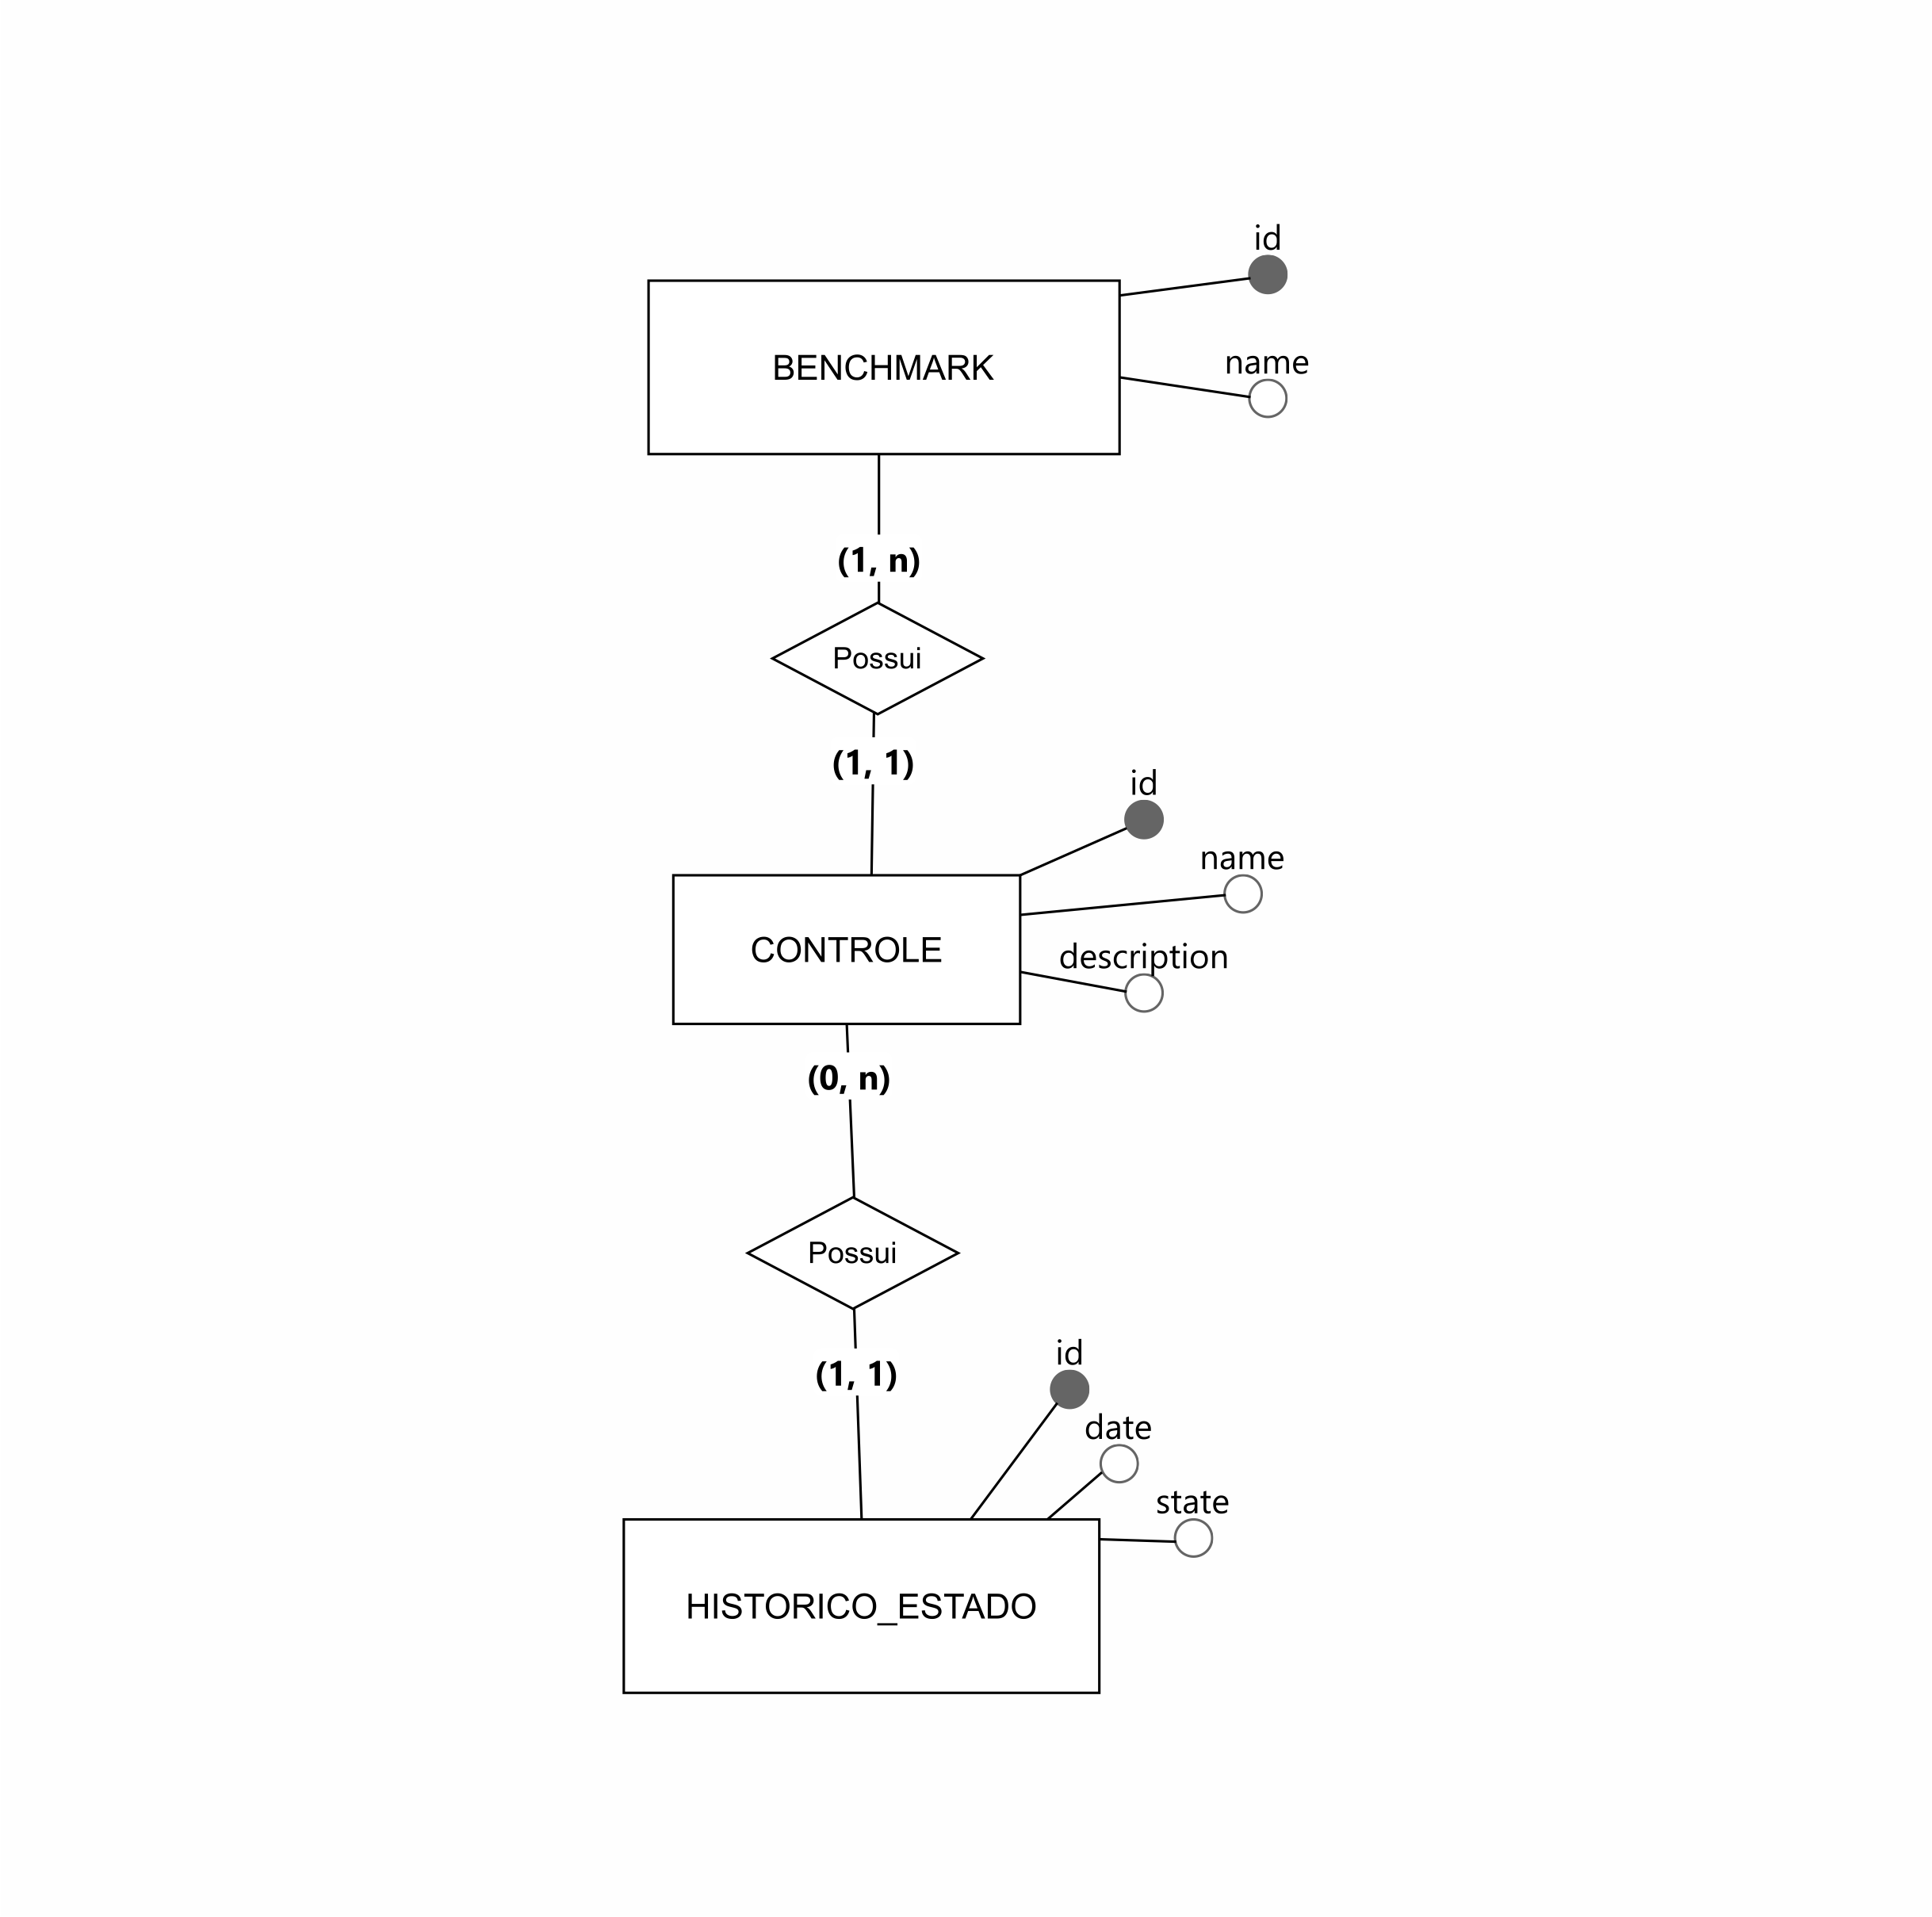 id
BENCHMARK
name
(1, n)
Possui
(1, 1)
id
name
CONTROLE
description
(0, n)
Possui
id
(1, 1)
date
state
HISTORICO_ESTADO